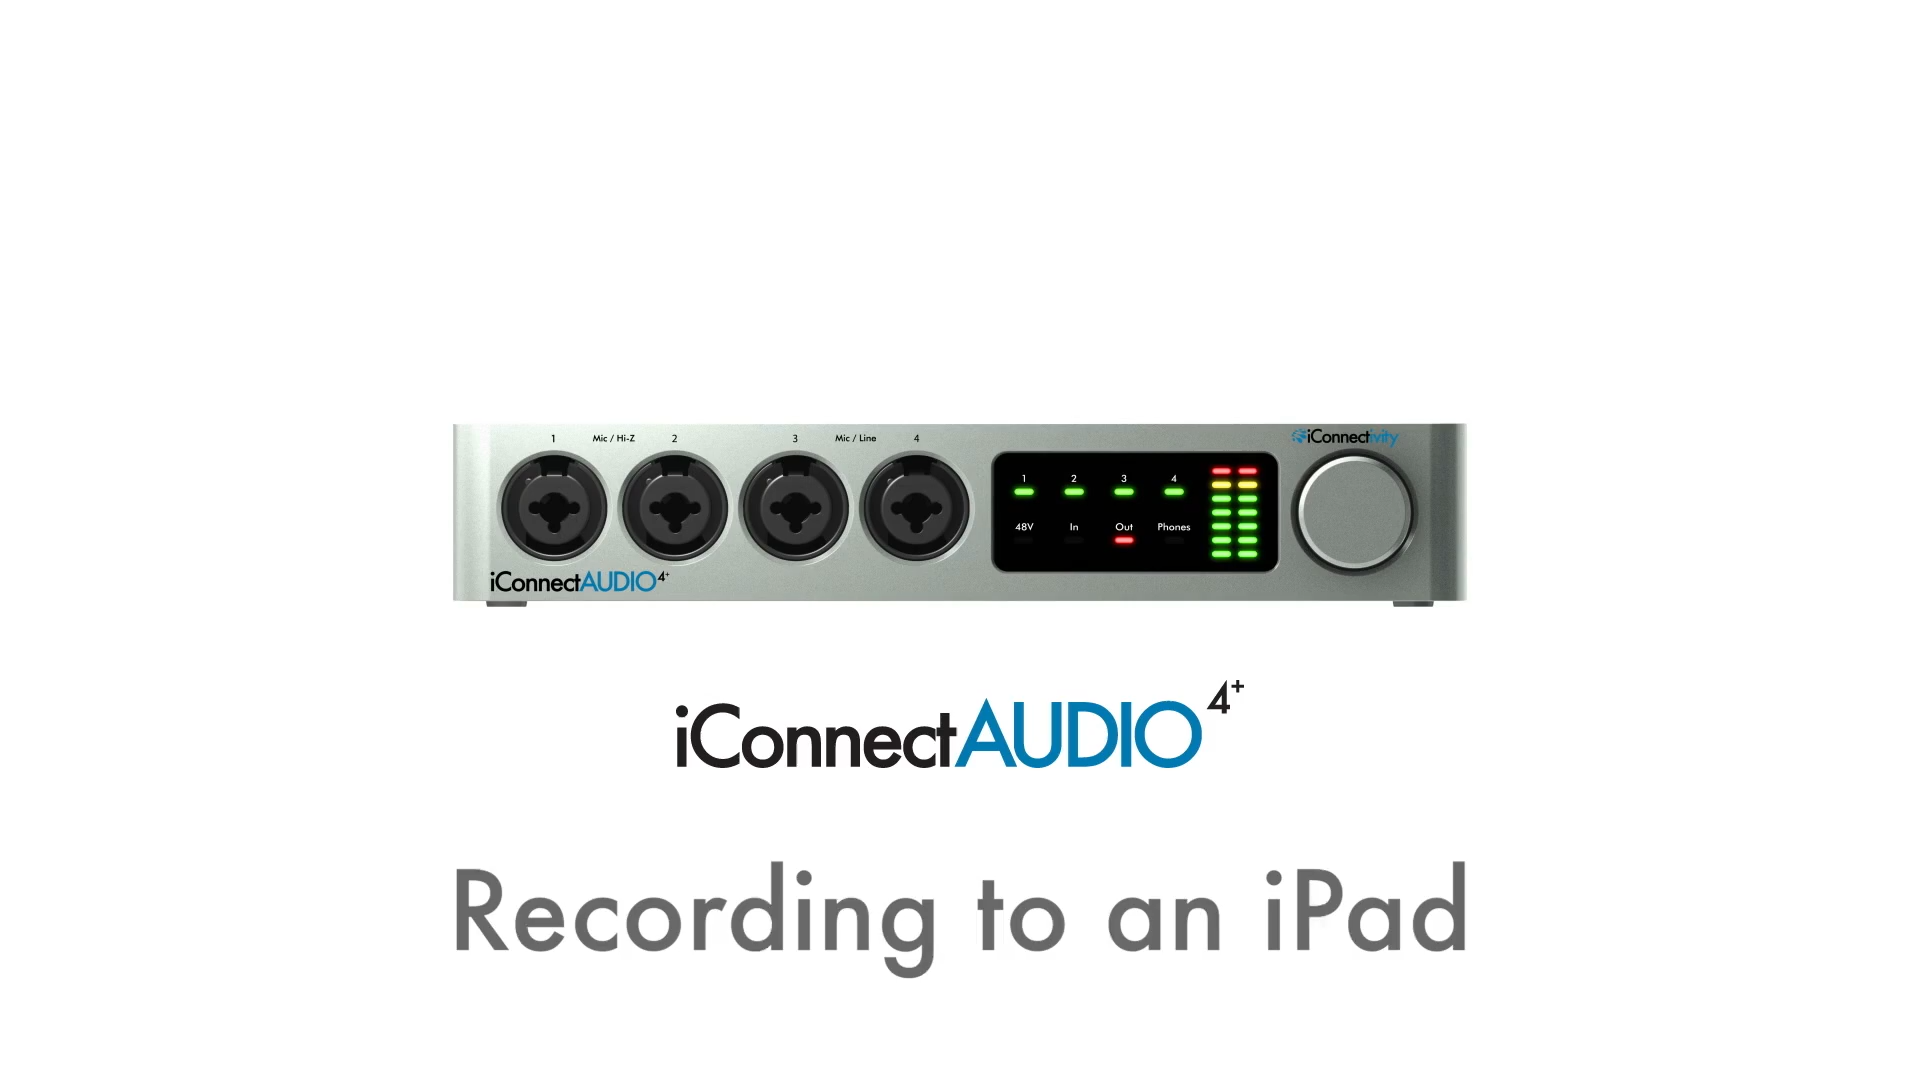 1 Mic / Hi-Z 2 3 Mic / Line 4
iConnectivity
1 2 3 4
48V In Out Phones
iConnectAUDIO4+
iConnectAUDIO4+
Recording to an iPad